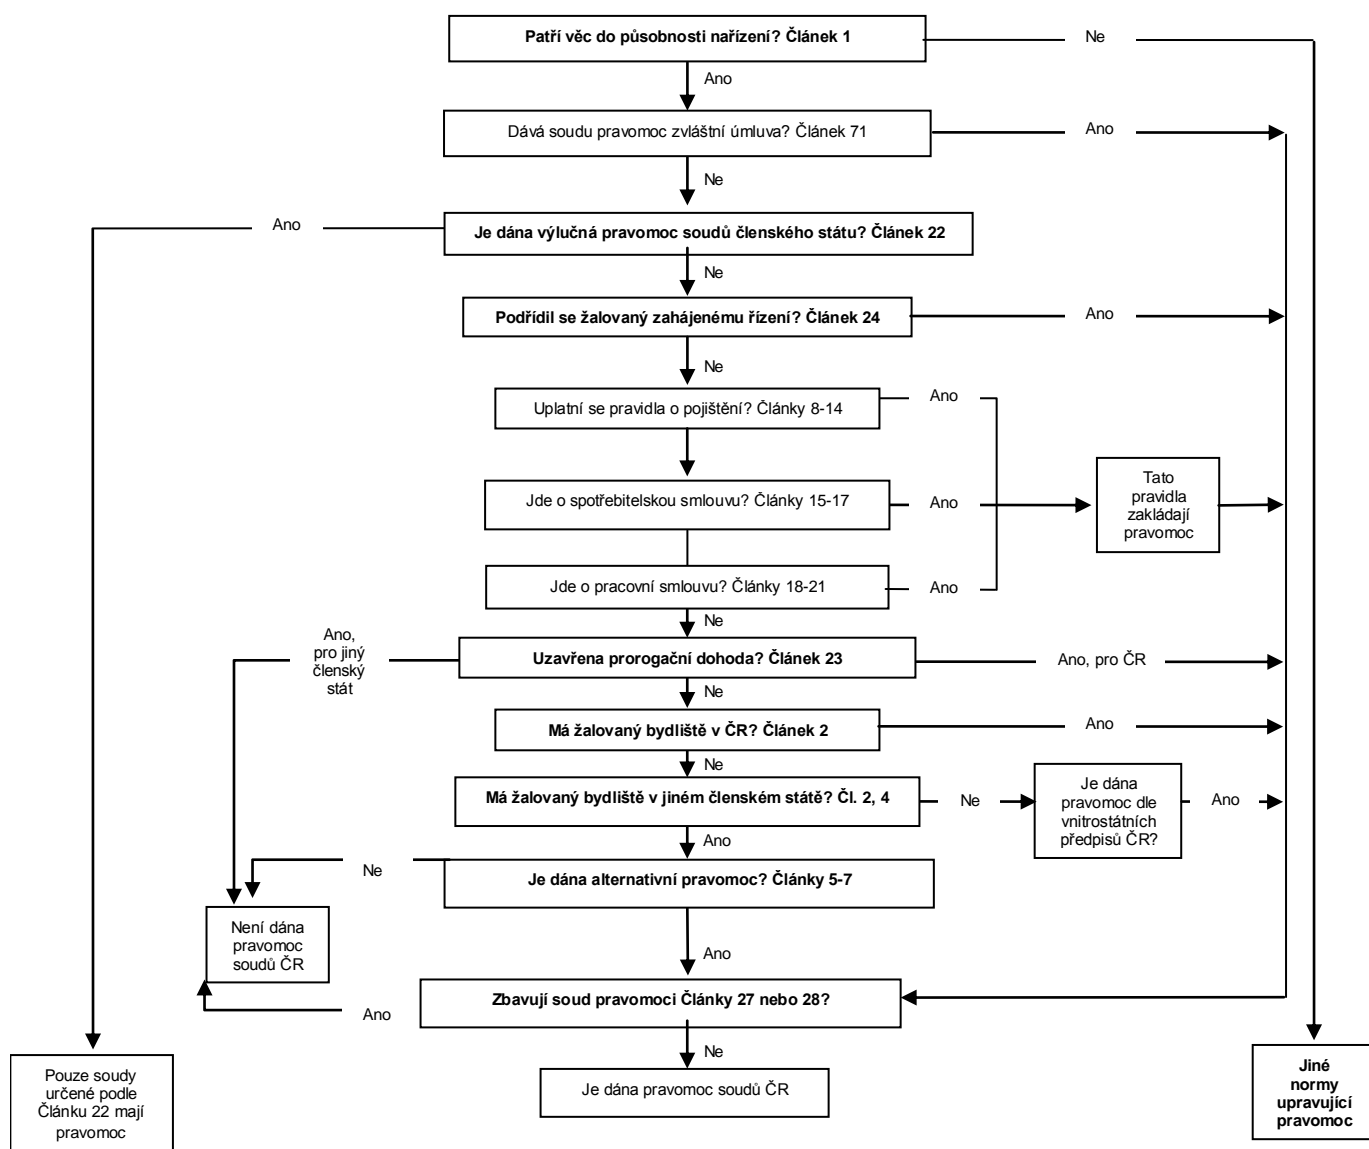 Patří věc do působnosti nařízení? Článek 1
Ne
Ano
Dává soudu pravomoc zvláštní úmluva? Článek 71
Ano
Ne
Ano
Je dána výlučná pravomoc soudů členského státu? Článek 22
Ne
Podřídil se žalovaný zahájenému řízení? Článek 24
Ano
Ne
Uplatní se pravidla o pojištění? Články 8-14
Ano
Jde o spotřebitelskou smlouvu? Články 15-17
Ano
Tato
pravidla
zakládají
pravomoc
Jde o pracovní smlouvu? Články 18-21
Ano
Ne
Ano,
pro jiný
členský
stát
Uzavřena prorogační dohoda? Článek 23
Ano, pro ČR
Ne
Má žalovaný bydliště v ČR? Článek 2
Ano
Ne
Má žalovaný bydliště v jiném členském státě? Čl. 2, 4
Ne
Je dána
pravomoc dle
vnitrostátních
předpisů ČR?
Ano
Ano
Ne
Je dána alternativní pravomoc? Články 5-7
Není dána
pravomoc
soudů ČR
Ano
Zbavují soud pravomoci Články 27 nebo 28?
Ano
Ne
Je dána pravomoc soudů ČR
Pouze soudy
určené podle
Článku 22 mají
pravomoc
Jiné
normy
upravující
pravomoc